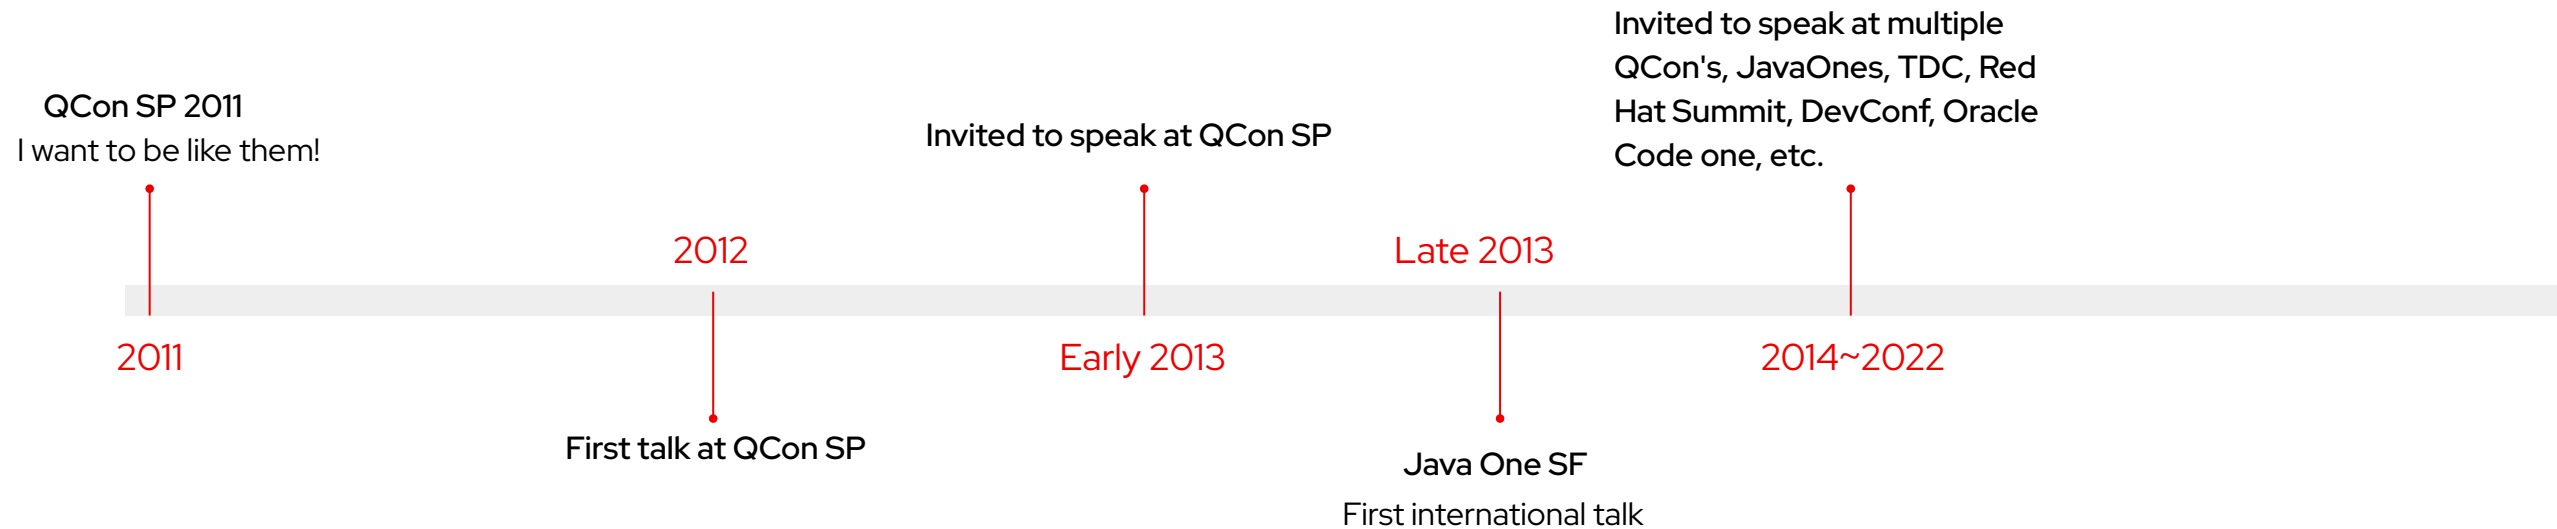 QCon SP 2011
I want to be like them!
2011
2012
First talk at QCon SP
Invited to speak at QCon SP
Early 2013
Late 2013
Java One SF
First international talk
Invited to speak at multiple
QCon's, JavaOnes, TDC, Red
Hat Summit, DevConf, Oracle
Code one, etc.
2014~2022